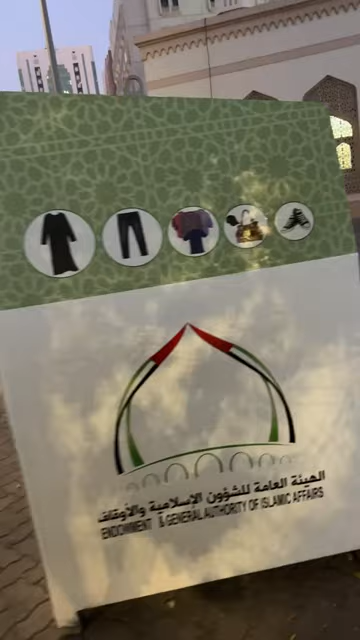 الهيئة العامة للشؤون الإسلامية والأوقاف
ENDOWMENT & GENERAL AUTHORITY OF ISLAMIC AFFAIRS